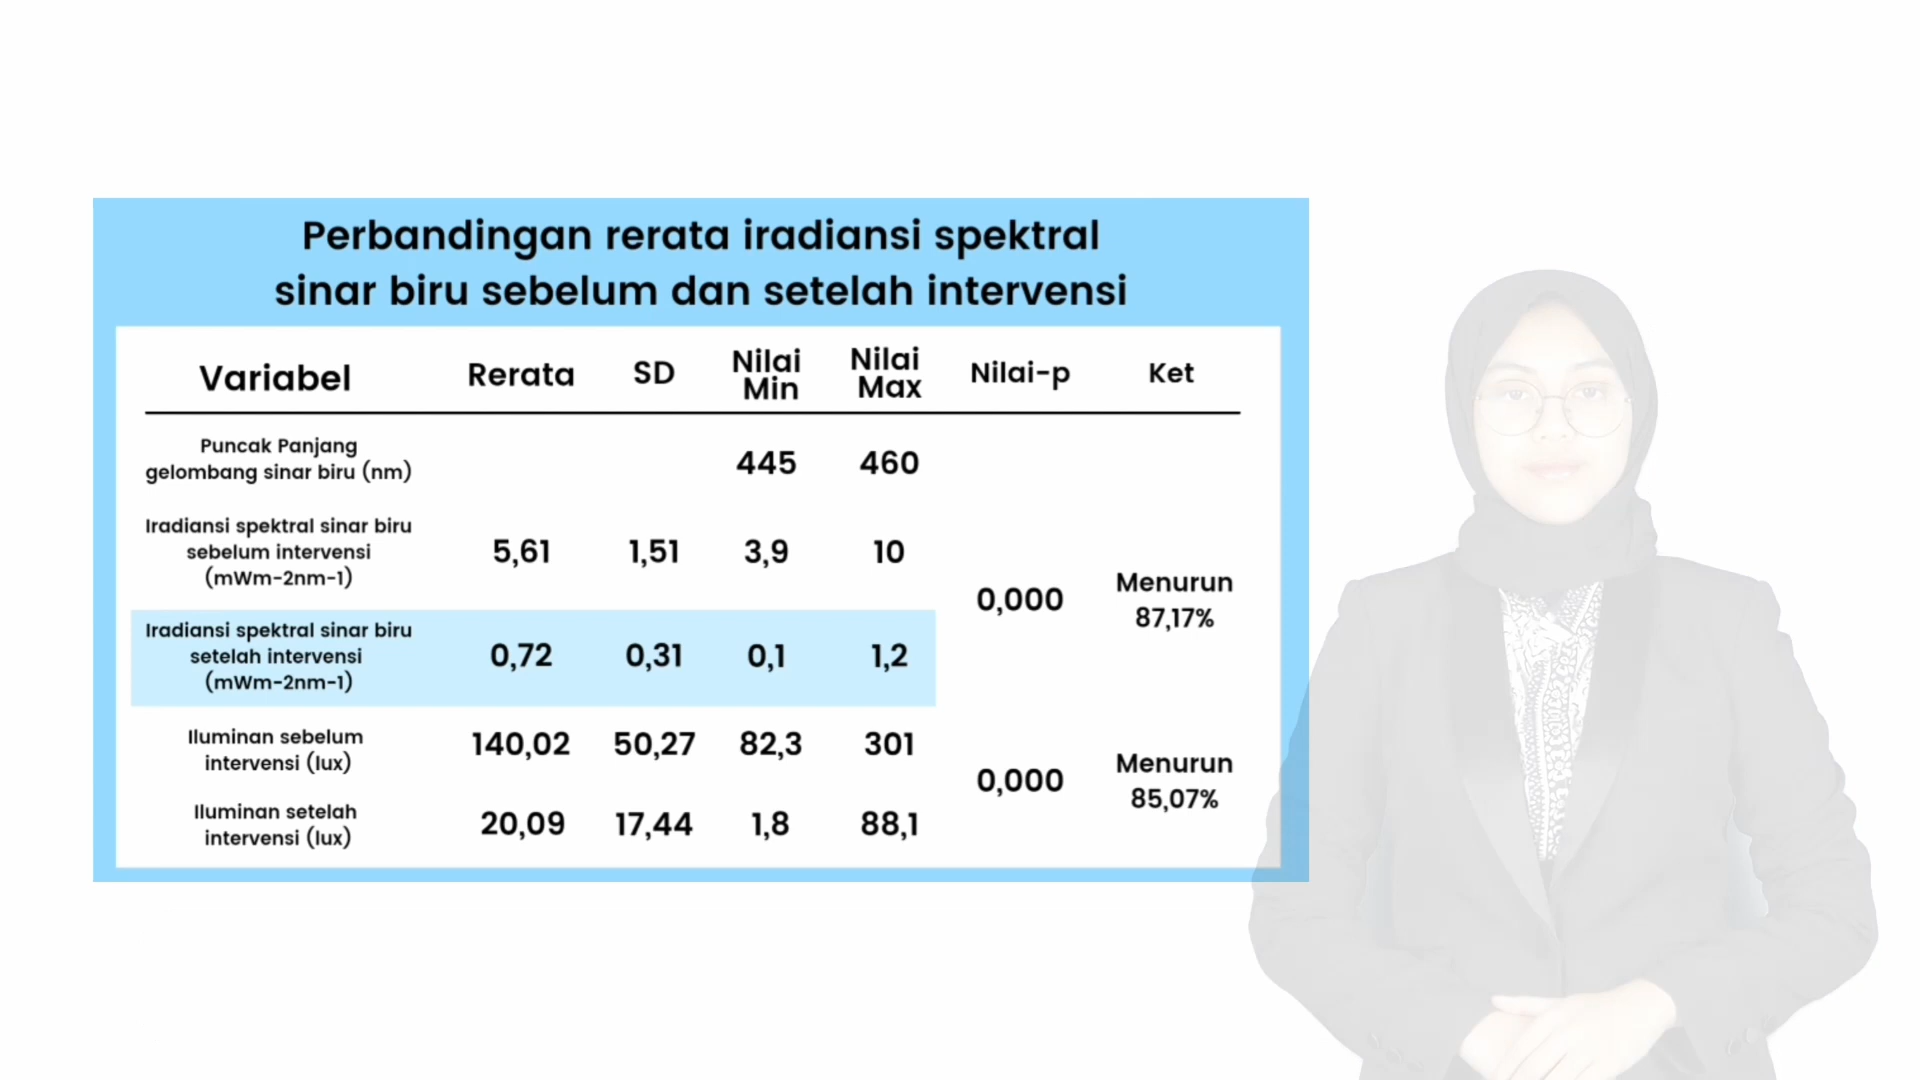 Perbandingan rerata iradiansi spektral
sinar biru sebelum dan setelah intervensi
Variabel Rerata SD Nilai Min Nilai Max Nilai-p Ket
Puncak Panjang
gelombang sinar biru (nm) 445 460
Iradiansi spektral sinar biru
sebelum intervensi
(mWm-2nm-1) 5,61 1,51 3,9 10
0,000 Menurun
87,17%
Iradiansi spektral sinar biru
setelah intervensi
(mWm-2nm-1) 0,72 0,31 0,1 1,2
Iluminan sebelum
intervensi (lux) 140,02 50,27 82,3 301
0,000 Menurun
85,07%
Iluminan setelah
intervensi (lux) 20,09 17,44 1,8 88,1